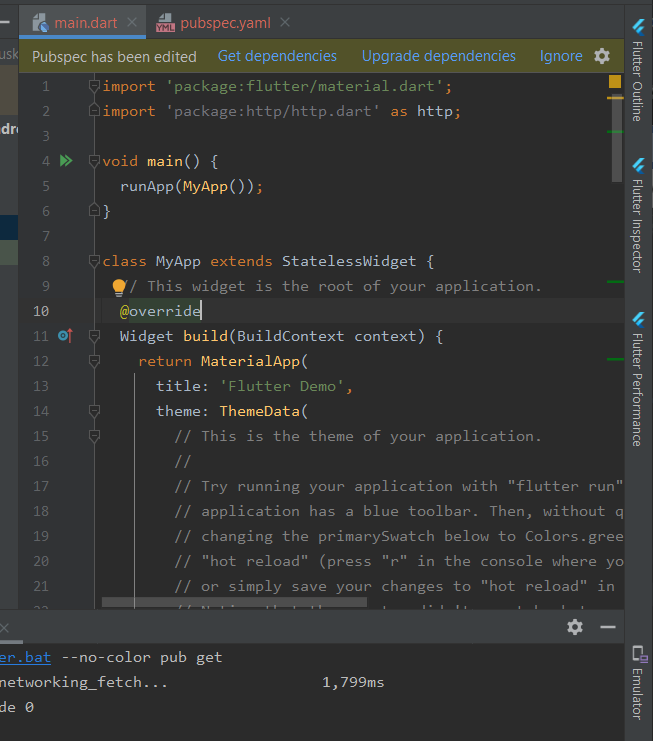 main.dart
pubspec.yaml
Pubspec has been edited Get dependencies Upgrade dependencies Ignore
1 import 'package:flutter/material.dart';
2 import 'package:http/http.dart' as http;
3
4 void main() {
5 runApp(MyApp());
6 }
7
8 class MyApp extends StatelessWidget {
9 // This widget is the root of your application.
10 @override
11 Widget build(BuildContext context) {
12 return MaterialApp(
13 title: 'Flutter Demo',
14 theme: ThemeData(
15 // This is the theme of your application.
16 //
17 // Try running your application with "flutter run"
18 // application has a blue toolbar. Then, without q
19 // changing the primarySwatch below to Colors.gree
20 // "hot reload" (press "r" in the console where yo
21 // or simply save your changes to "hot reload" in
er.bat --no-color pub get
networking_fetch... 1,799ms
de 0
Flutter Outline
Flutter Inspector
Flutter Performance
Emulator